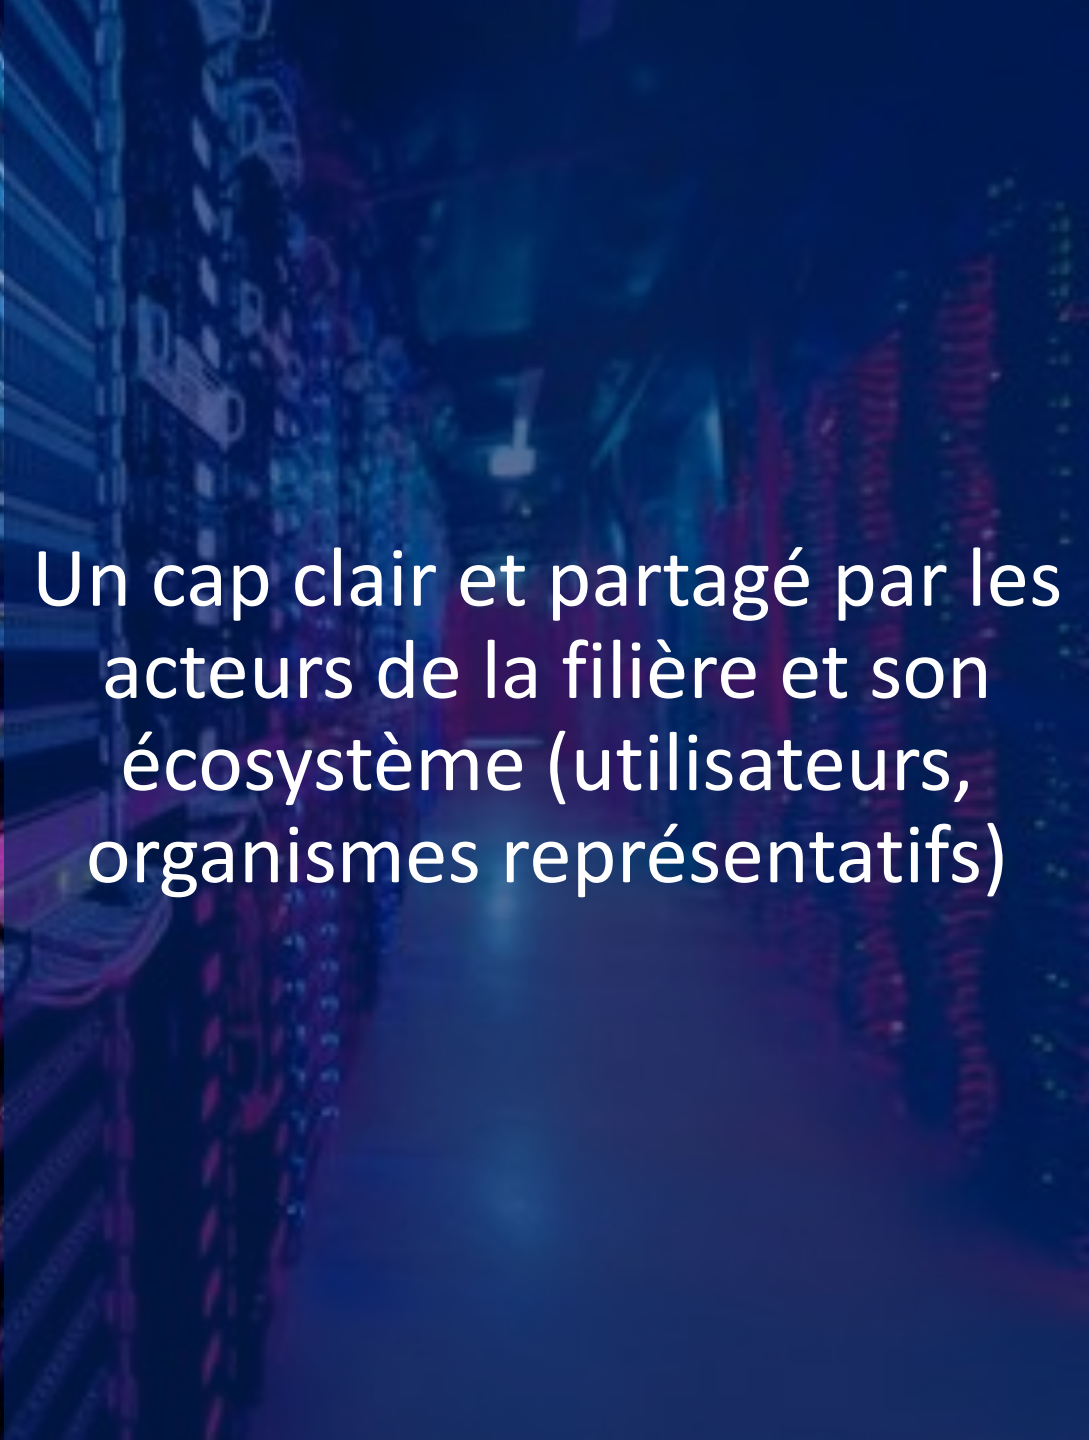 Un cap clair et partagé par les
acteurs de la filière et son
écosystème (utilisateurs,
organismes représentatifs)